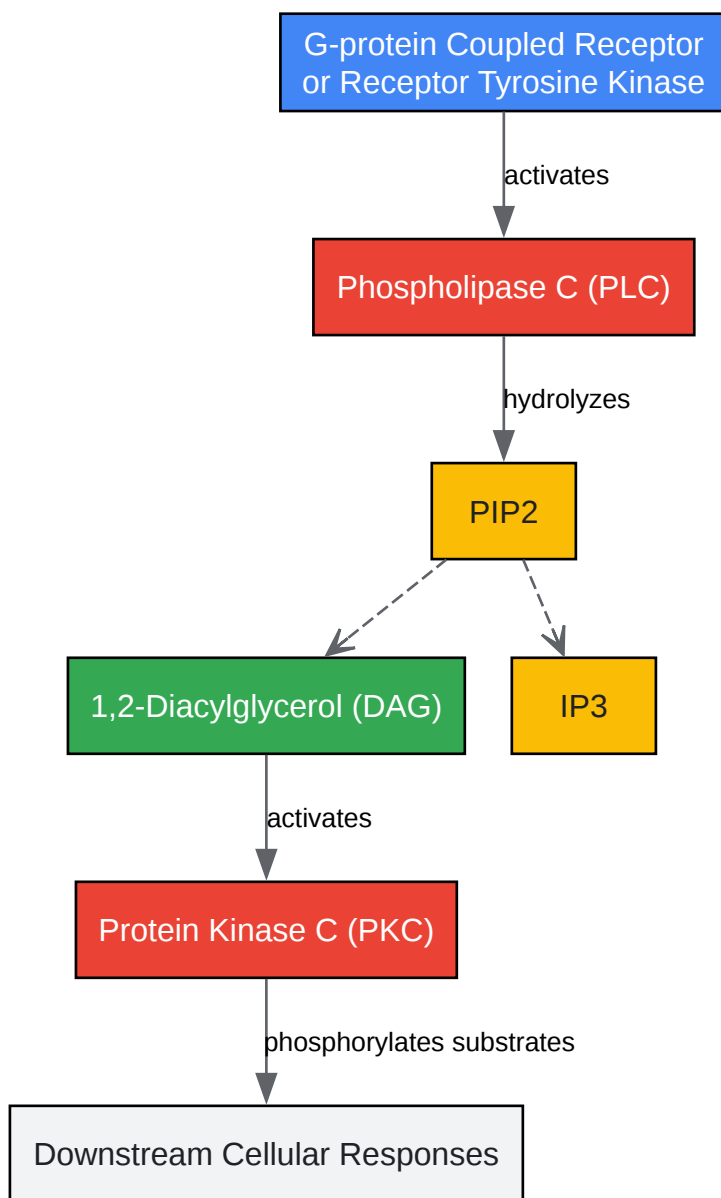 G-protein Coupled Receptor
or Receptor Tyrosine Kinase
activates
Phospholipase C (PLC)
hydrolyzes
PIP2
1,2-Diacylglycerol (DAG)
IP3
activates
Protein Kinase C (PKC)
phosphorylates substrates
Downstream Cellular Responses